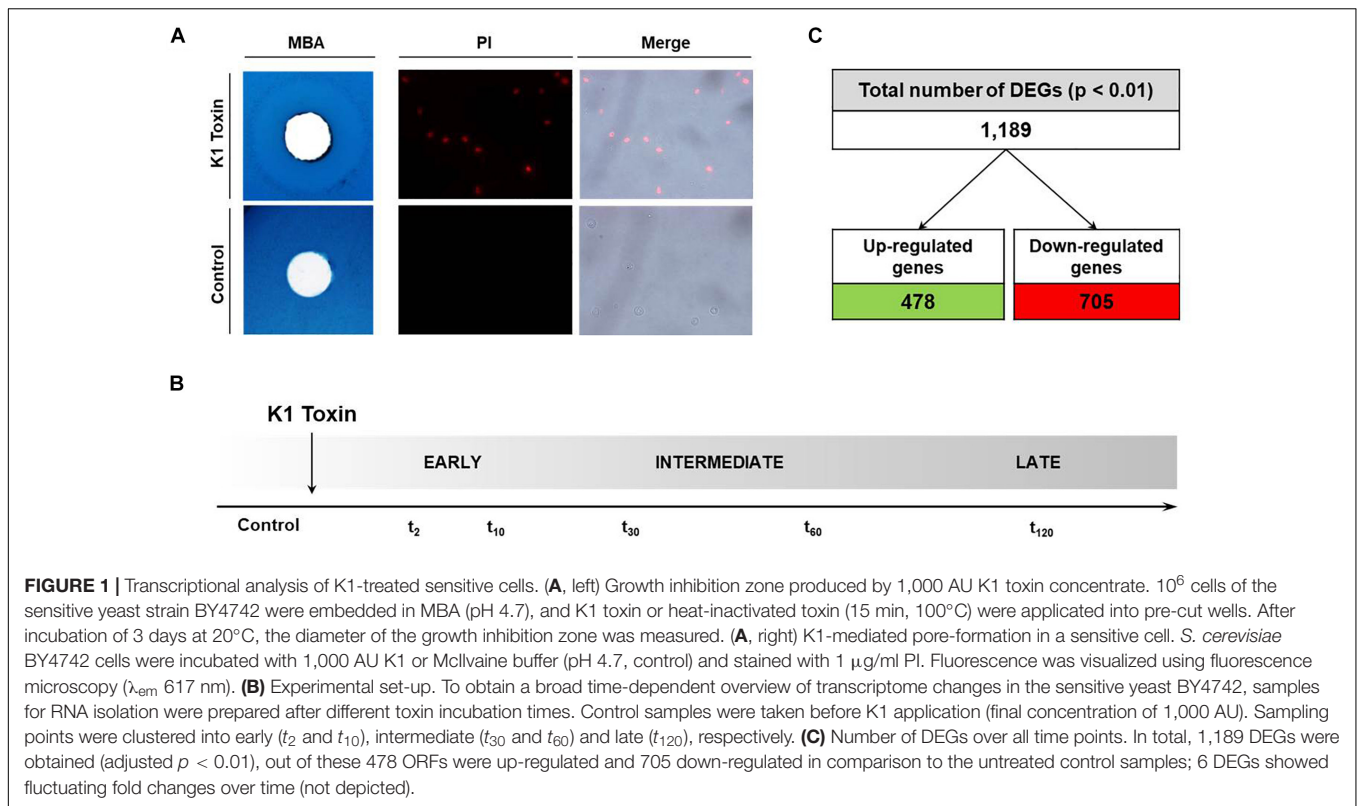 A
MBA
PI
Merge
K1 Toxin
Control
C
Total number of DEGs (p < 0.01)
1,189
Up-regulated genes
478
Down-regulated genes
705
B
K1 Toxin
EARLY
INTERMEDIATE
LATE
Control
t2
t10
t30
t60
t120
FIGURE 1 | Transcriptional analysis of K1-treated sensitive cells. (A, left) Growth inhibition zone produced by 1,000 AU K1 toxin concentrate. 10⁶ cells of the
sensitive yeast strain BY4742 were embedded in MBA (pH 4.7), and K1 toxin or heat-inactivated toxin (15 min, 100°C) were applicated into pre-cut wells. After
incubation of 3 days at 20°C, the diameter of the growth inhibition zone was measured. (A, right) K1-mediated pore-formation in a sensitive cell. S. cerevisiae
BY4742 cells were incubated with 1,000 AU K1 or McIlvaine buffer (pH 4.7, control) and stained with 1 μg/ml PI. Fluorescence was visualized using fluorescence
microscopy (λem 617 nm). (B) Experimental set-up. To obtain a broad time-dependent overview of transcriptome changes in the sensitive yeast BY4742, samples
for RNA isolation were prepared after different toxin incubation times. Control samples were taken before K1 application (final concentration of 1,000 AU). Sampling
points were clustered into early (t2 and t10), intermediate (t30 and t60) and late (t120), respectively. (C) Number of DEGs over all time points. In total, 1,189 DEGs were
obtained (adjusted p < 0.01), out of these 478 ORFs were up-regulated and 705 down-regulated in comparison to the untreated control samples; 6 DEGs showed
fluctuating fold changes over time (not depicted).